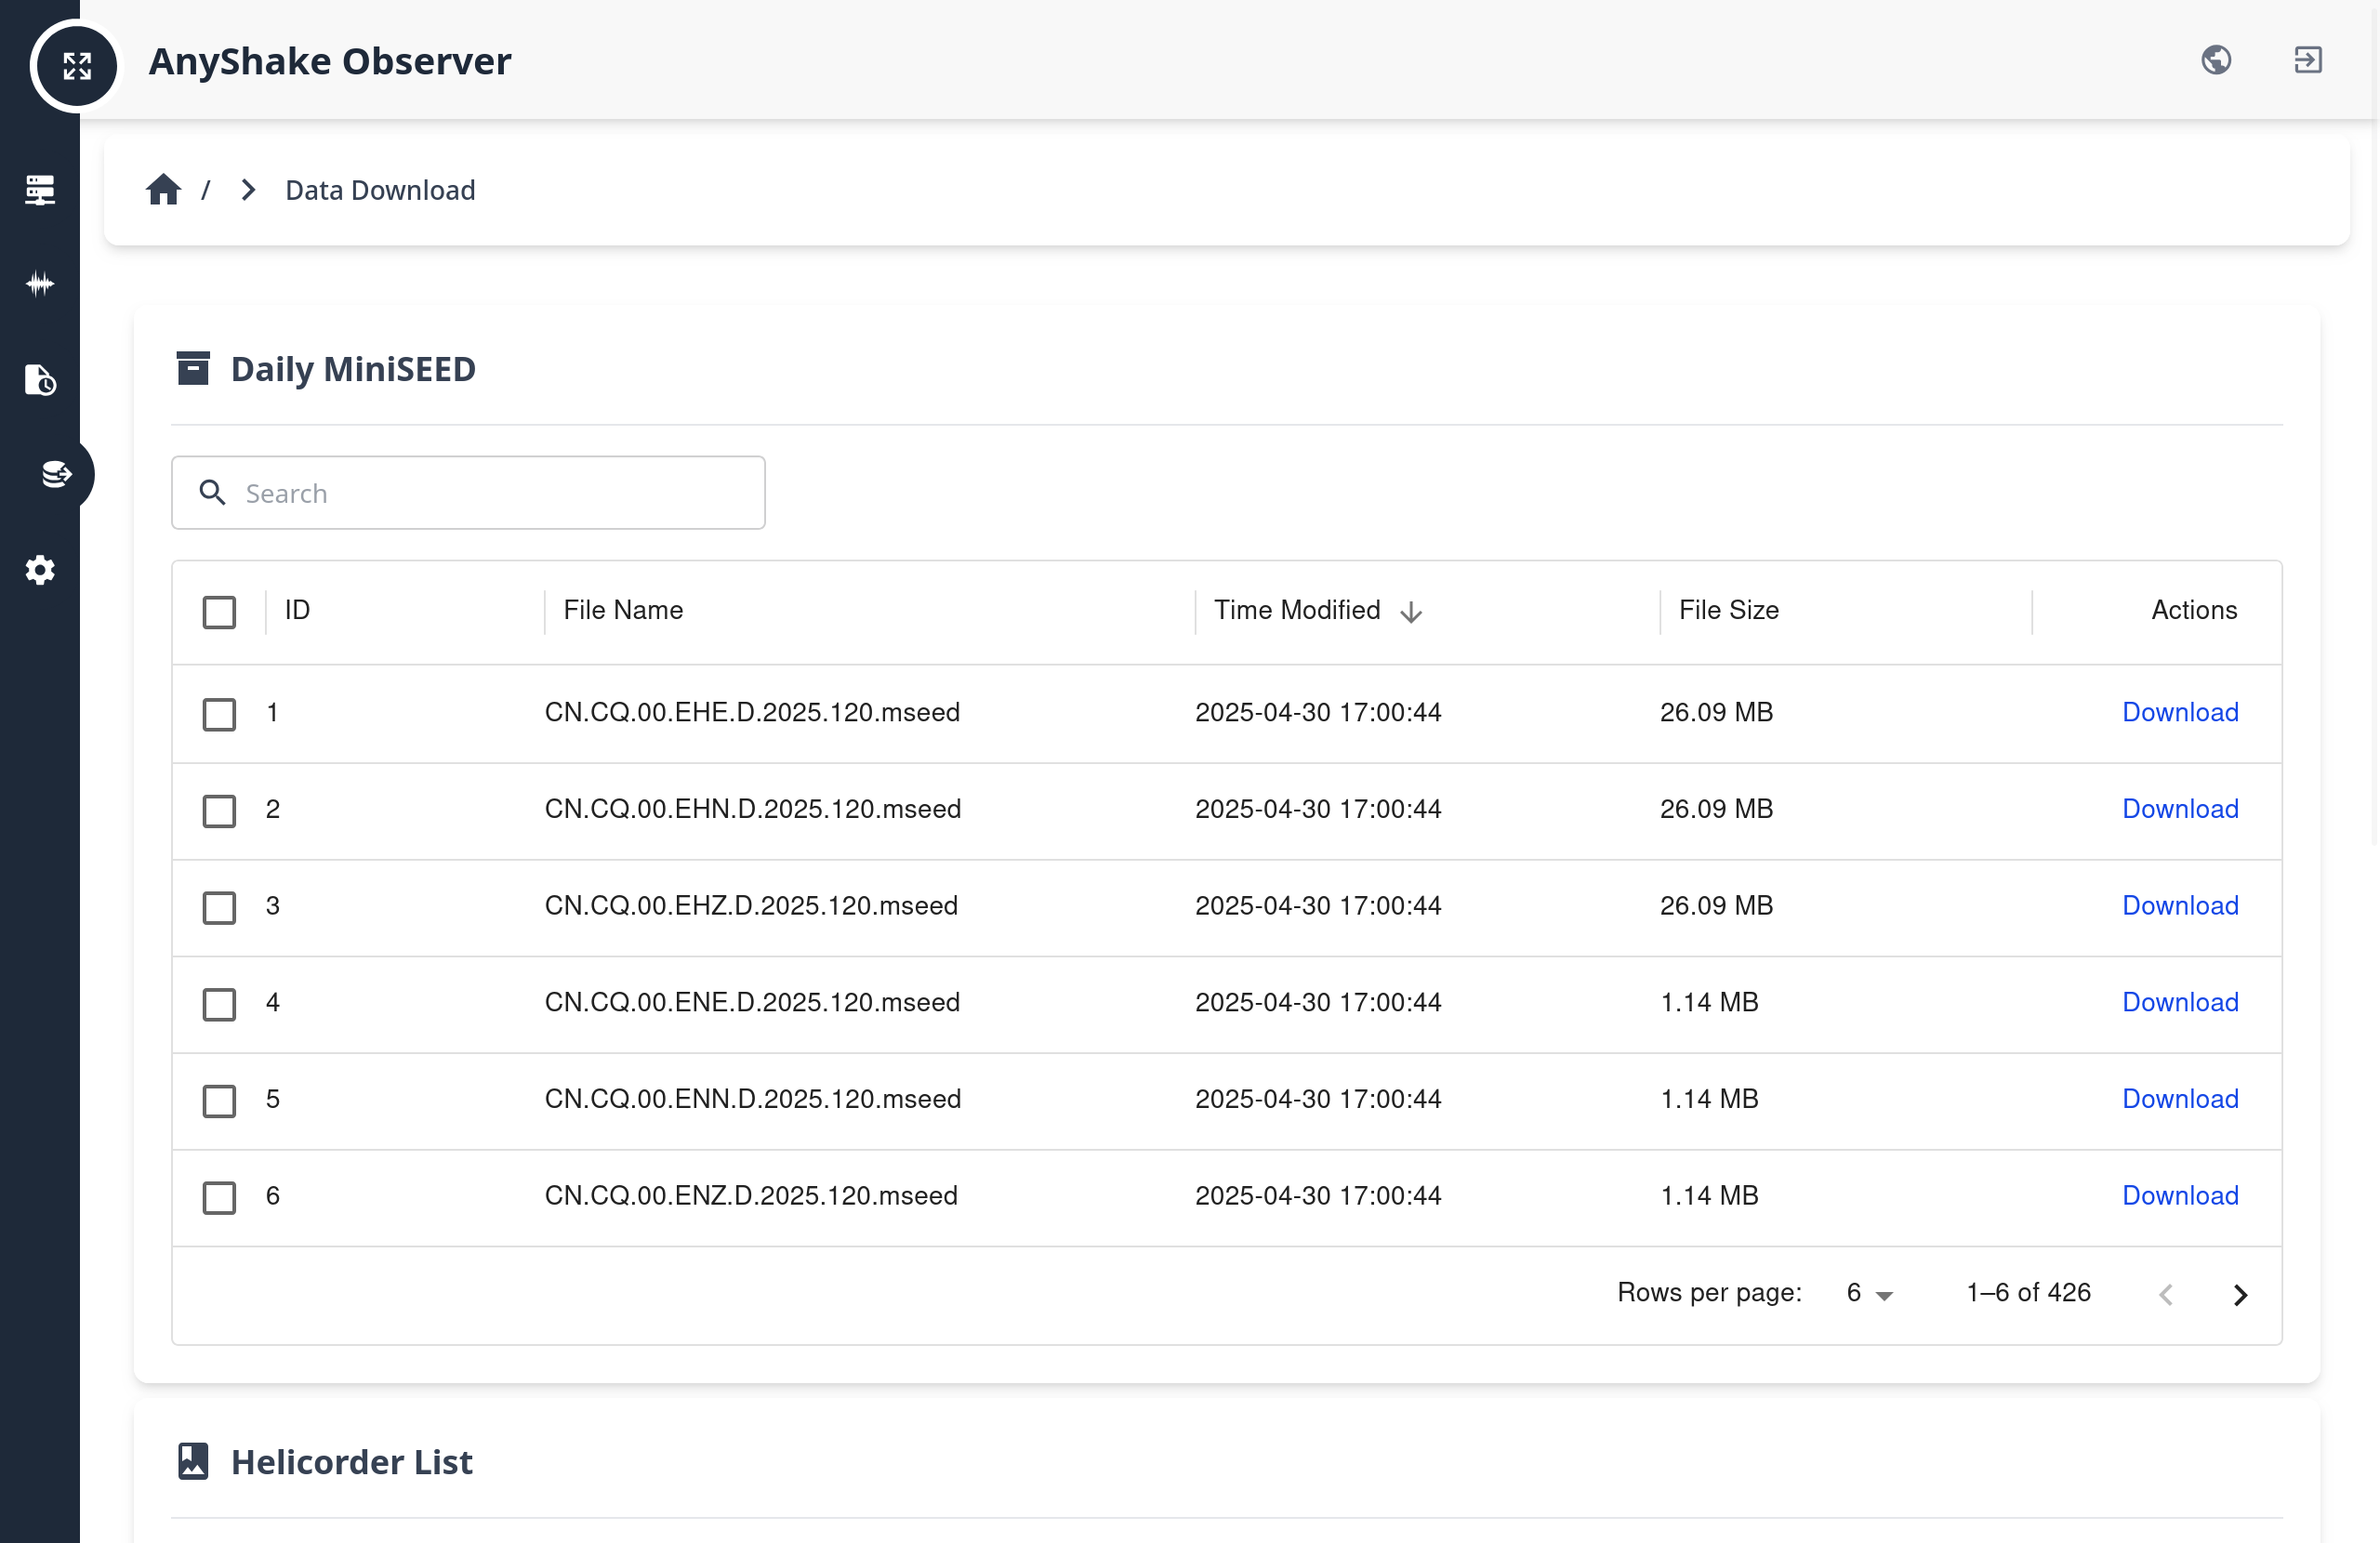 AnyShake Observer
/ Data Download
Daily MiniSEED
Search
ID File Name Time Modified File Size Actions
1 CN.CQ.00.EHE.D.2025.120.mseed 2025-04-30 17:00:44 26.09 MB Download
2 CN.CQ.00.EHN.D.2025.120.mseed 2025-04-30 17:00:44 26.09 MB Download
3 CN.CQ.00.EHZ.D.2025.120.mseed 2025-04-30 17:00:44 26.09 MB Download
4 CN.CQ.00.ENE.D.2025.120.mseed 2025-04-30 17:00:44 1.14 MB Download
5 CN.CQ.00.ENN.D.2025.120.mseed 2025-04-30 17:00:44 1.14 MB Download
6 CN.CQ.00.ENZ.D.2025.120.mseed 2025-04-30 17:00:44 1.14 MB Download
Rows per page: 6 1–6 of 426
Helicorder List